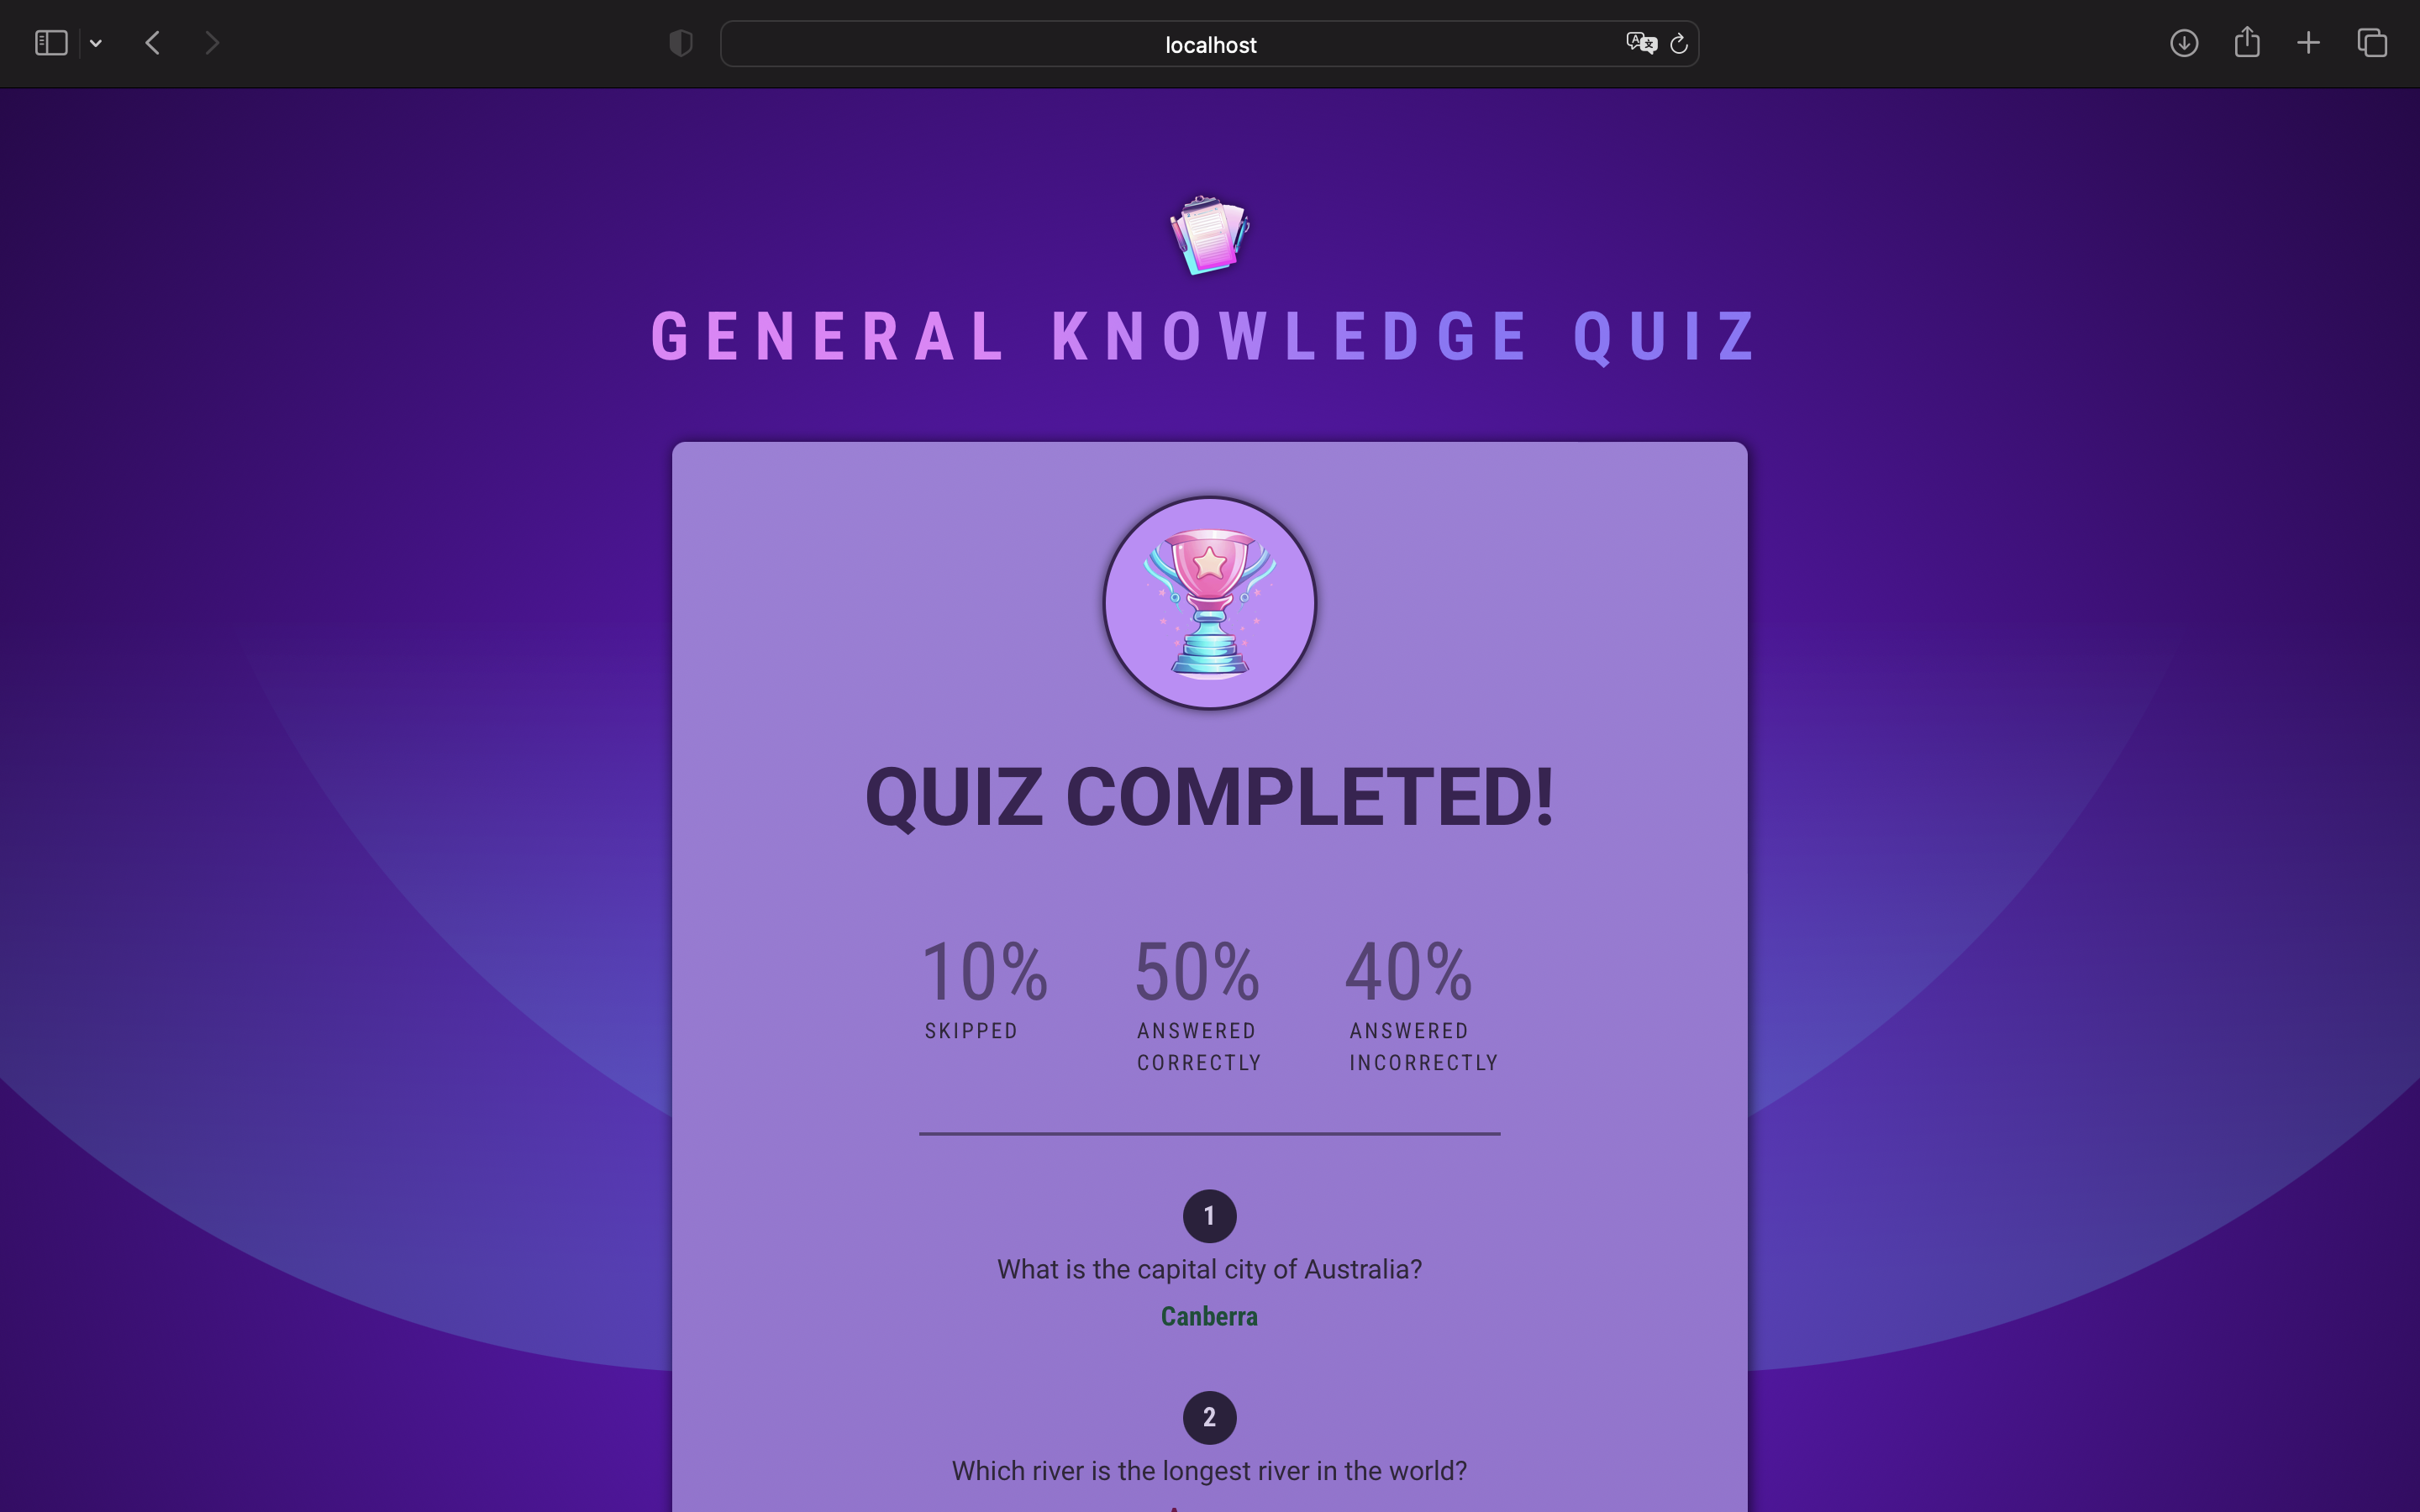 localhost
GENERAL KNOWLEDGE QUIZ
QUIZ COMPLETED!
10% 50% 40%
SKIPPED ANSWERED ANSWERED
CORRECTLY INCORRECTLY
1
What is the capital city of Australia?
Canberra
2
Which river is the longest river in the world?